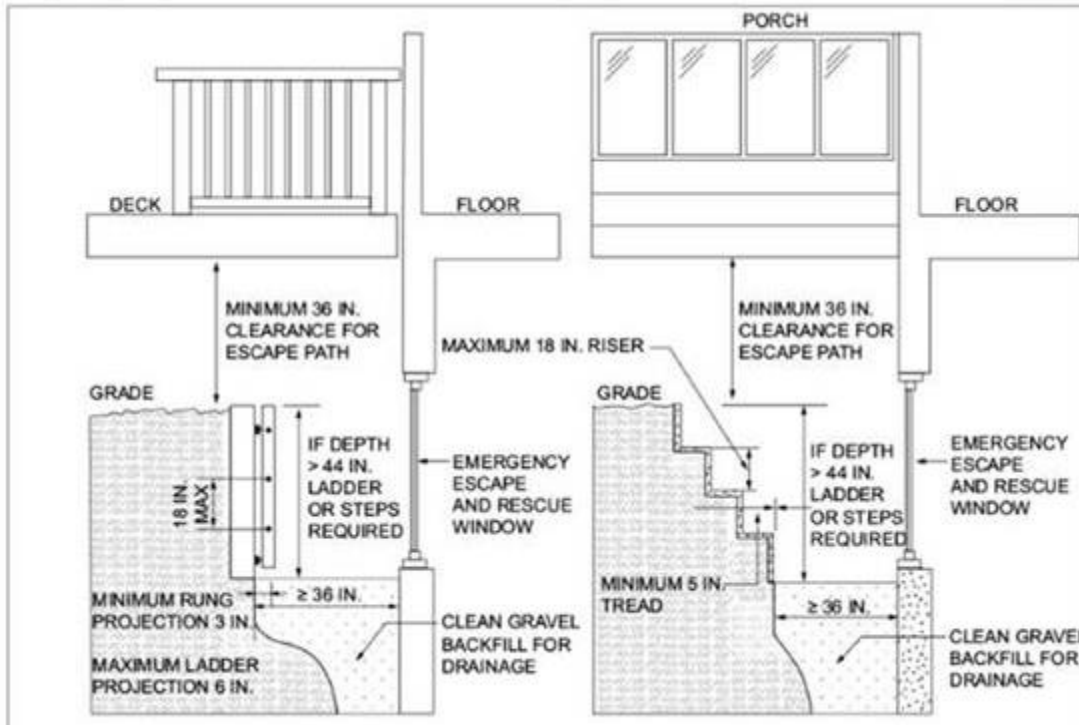 DECK
FLOOR
MINIMUM 36 IN.
CLEARANCE FOR
ESCAPE PATH
GRADE
18 IN.
MAX
IF DEPTH
> 44 IN.
LADDER
OR STEPS
REQUIRED
EMERGENCY
ESCAPE
AND RESCUE
WINDOW
MINIMUM RUNG
PROJECTION 3 IN.
≥ 36 IN.
MAXIMUM LADDER
PROJECTION 6 IN.
CLEAN GRAVEL
BACKFILL FOR
DRAINAGE
PORCH
FLOOR
MINIMUM 36 IN.
CLEARANCE FOR
ESCAPE PATH
MAXIMUM 18 IN. RISER
GRADE
IF DEPTH
> 44 IN.
LADDER
OR STEPS
REQUIRED
EMERGENCY
ESCAPE
AND RESCUE
WINDOW
MINIMUM 5 IN.
TREAD
≥ 36 IN.
CLEAN GRAVEL
BACKFILL FOR
DRAINAGE